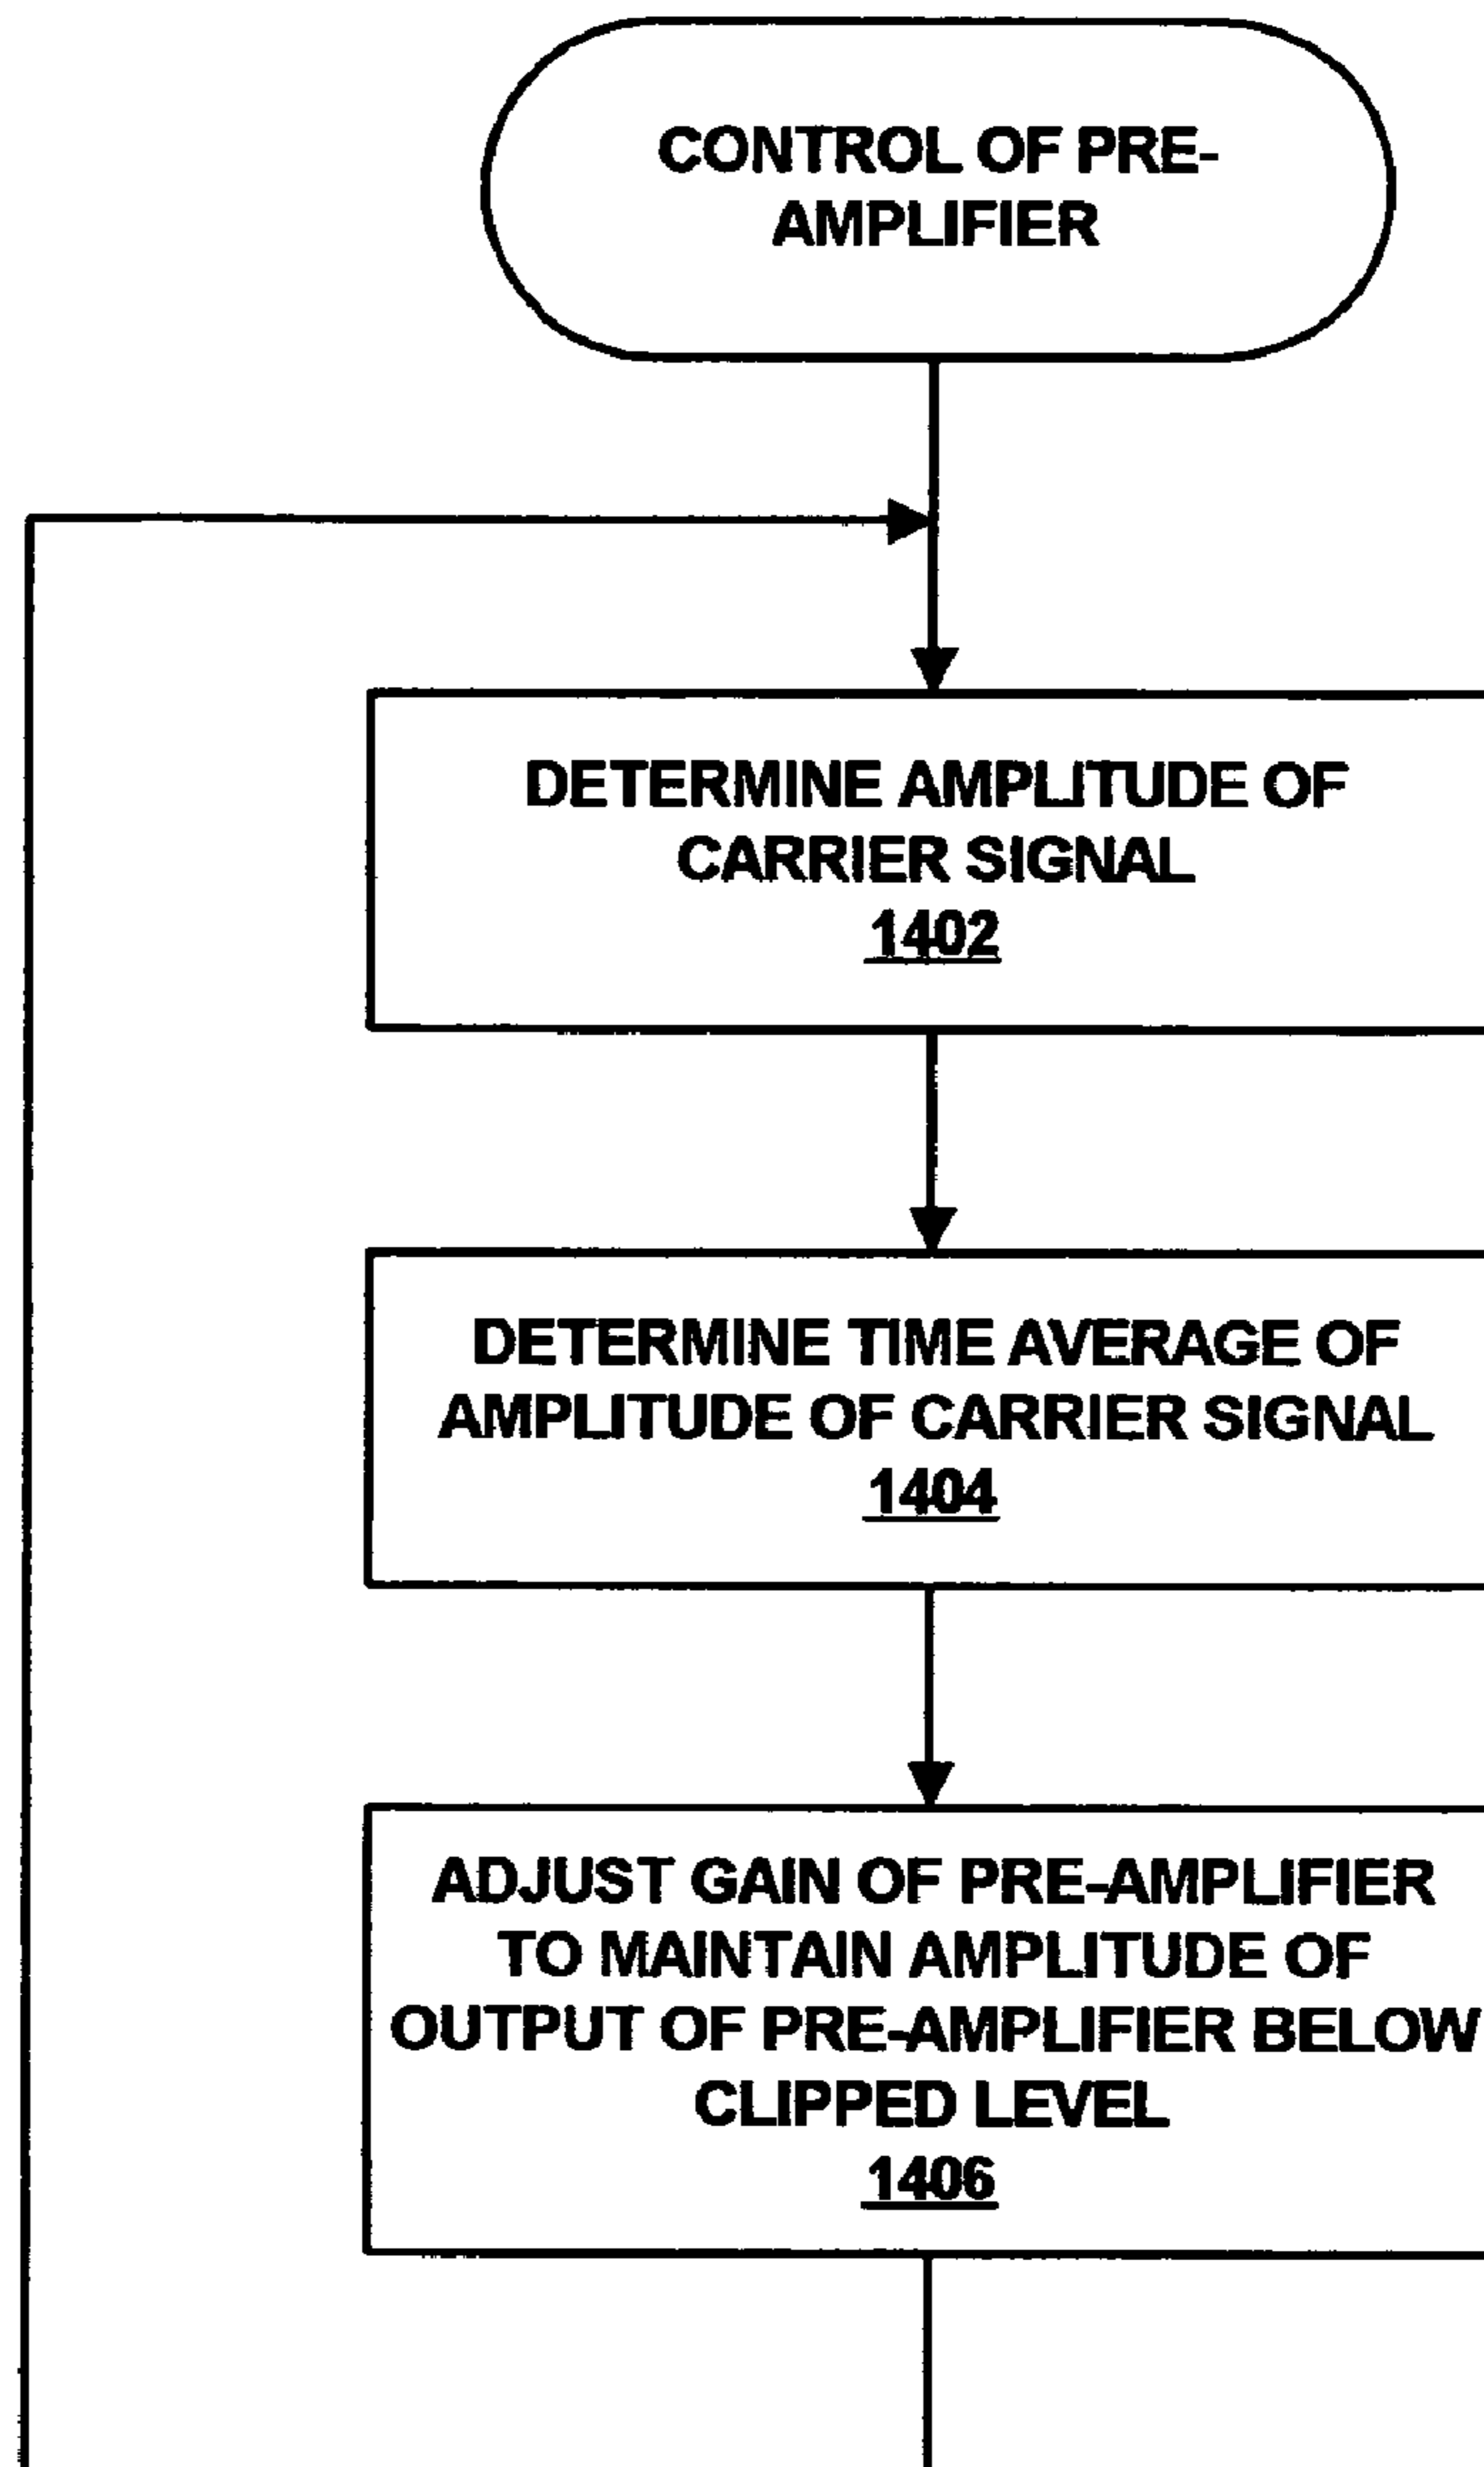 CONTROL OF PRE-
AMPLIFIER
DETERMINE AMPLITUDE OF
CARRIER SIGNAL
1402
DETERMINE TIME AVERAGE OF
AMPLITUDE OF CARRIER SIGNAL
1404
ADJUST GAIN OF PRE-AMPLIFIER
TO MAINTAIN AMPLITUDE OF
OUTPUT OF PRE-AMPLIFIER BELOW
CLIPPED LEVEL
1406